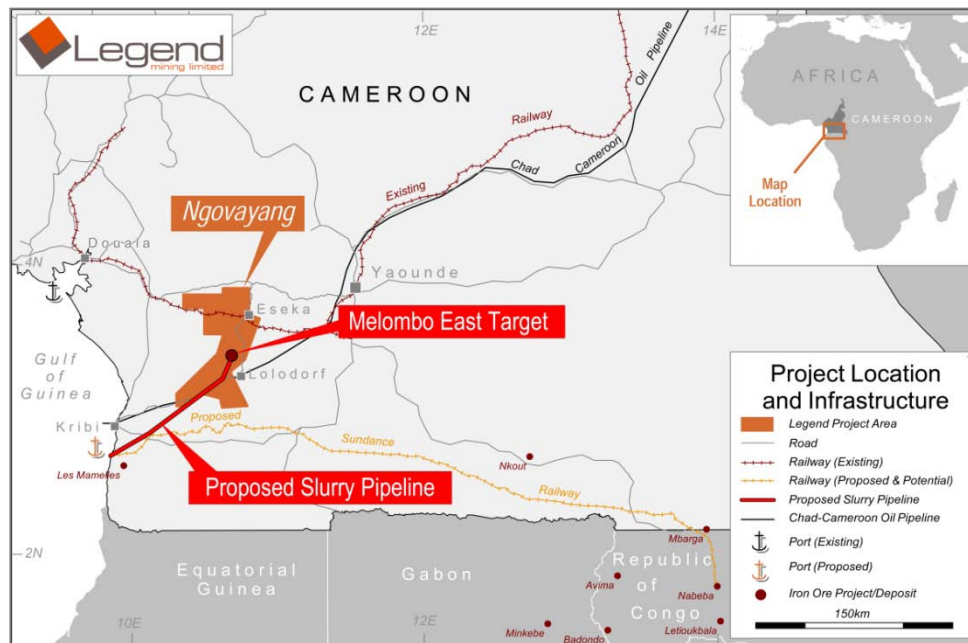 Legend
mining limited
12E
14E
CAMEROON
Oil Pipeline
Railway
Cameroon
Chad
Existing
AFRICA
CAMEROON
Map
Location
Ngovayang
Douala
4N
Yaounde
Eseka
Melombo East Target
Gulf
of
Guinea
Lolodorf
Kribi
Proposed
Sundance
Railway
Les Mamelles
Nkout
Proposed Slurry Pipeline
Mbarga
2N
Equatorial
Guinea
Gabon
Republic
of
Congo
Avima
Nabeba
Minkebe
Badondo
Letioukbala
10E
12E
Project Location
and Infrastructure
Legend Project Area
Road
Railway (Existing)
Railway (Proposed & Potential)
Proposed Slurry Pipeline
Chad-Cameroon Oil Pipeline
Port (Existing)
Port (Proposed)
Iron Ore Project/Deposit
150km